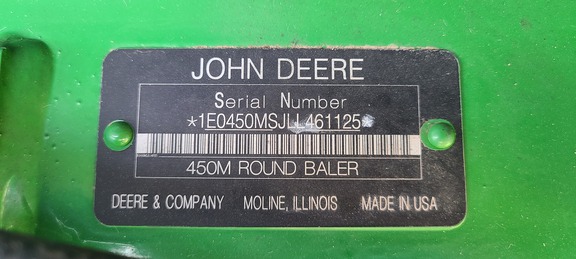 JOHN DEERE
Serial Number
*1E0450MSJLL461125*
450M ROUND BALER
DEERE & COMPANY MOLINE, ILLINOIS MADE IN USA